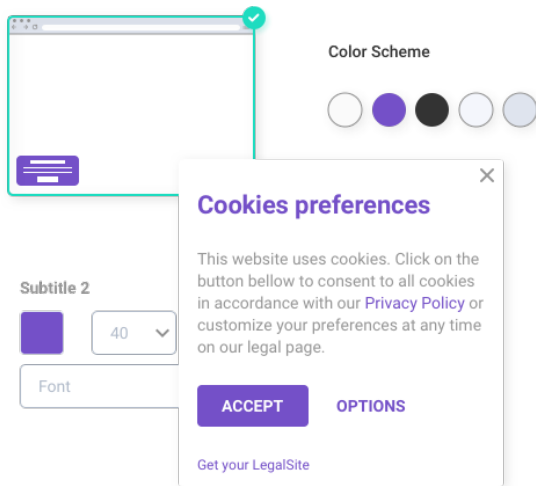 Color Scheme
Cookies preferences
This website uses cookies. Click on the
button bellow to consent to all cookies
in accordance with our Privacy Policy or
customize your preferences at any time
on our legal page.
Subtitle 2
40
Font
ACCEPT OPTIONS
Get your LegalSite